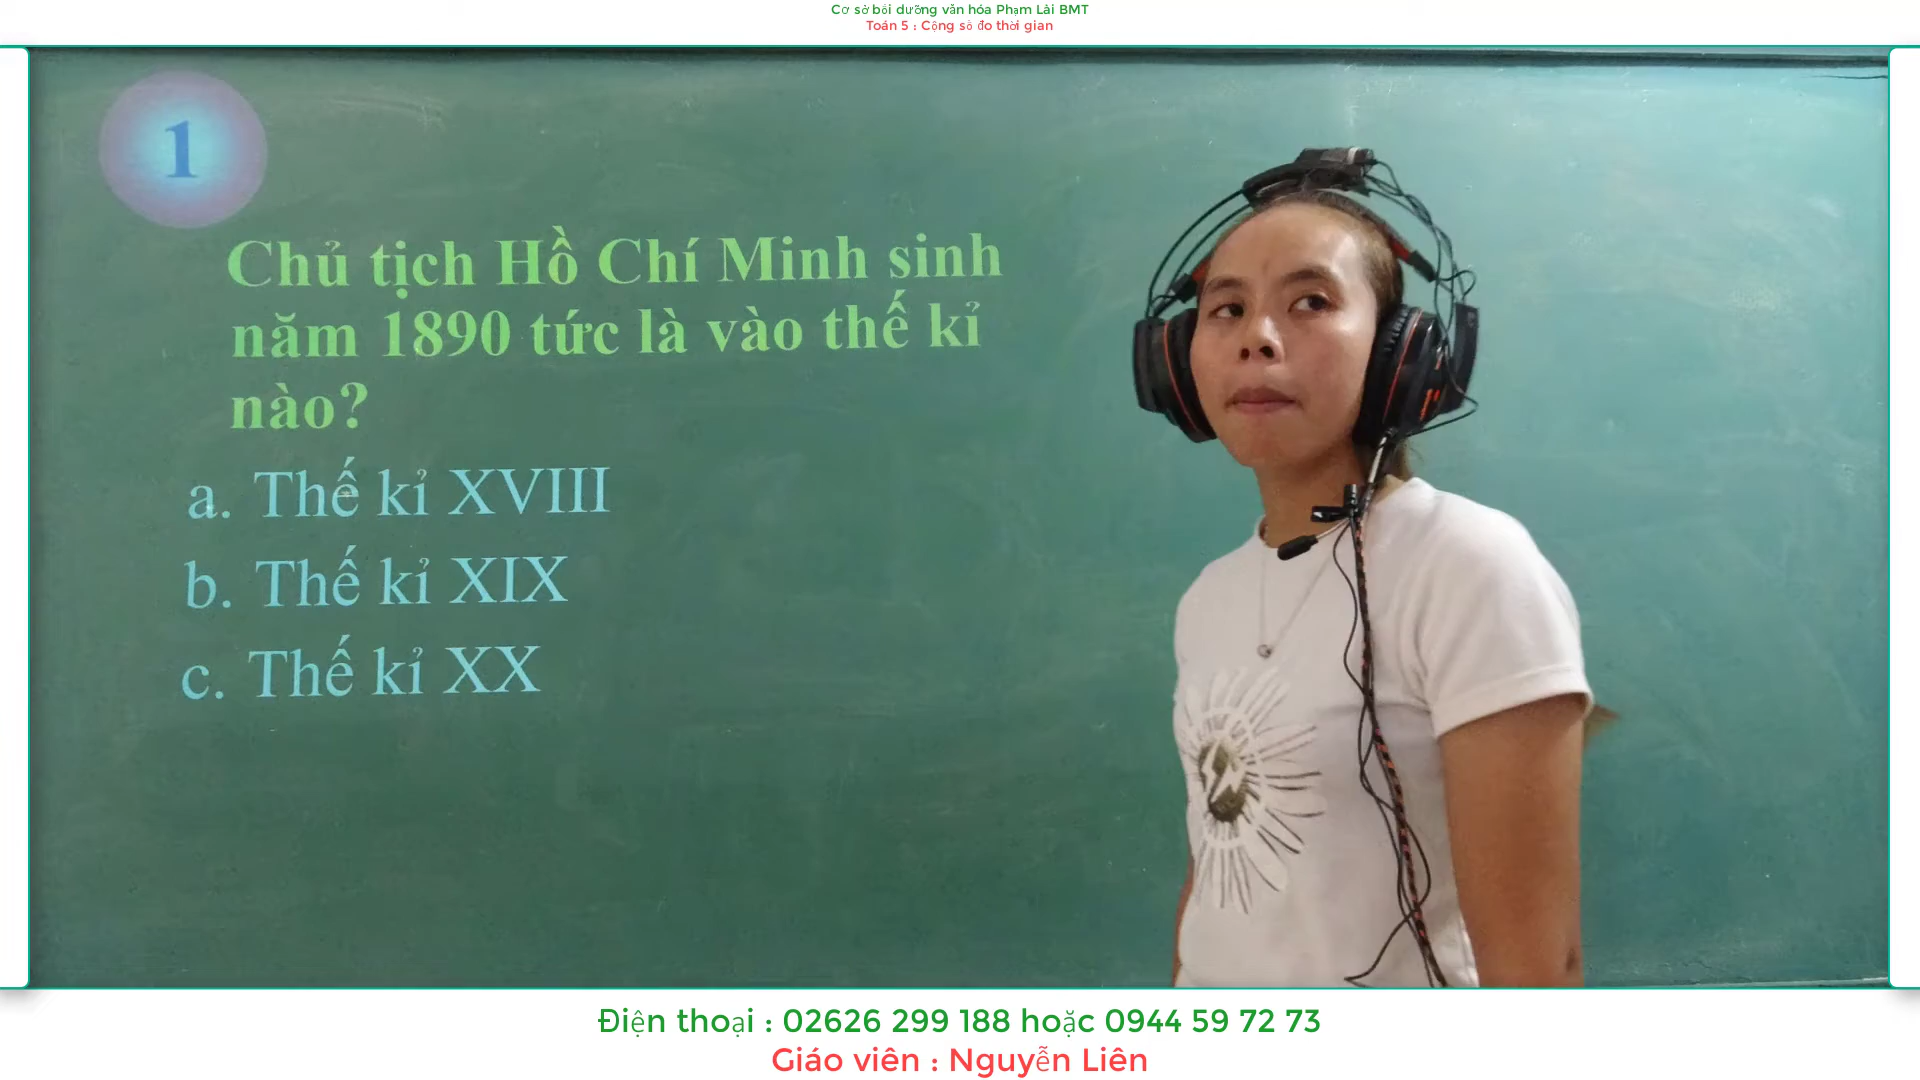 Cơ sở bồi dưỡng văn hóa Phạm Lài BMT
Toán 5 : Cộng số đo thời gian
1
Chủ tịch Hồ Chí Minh sinh
năm 1890 tức là vào thế kỉ
nào?
a. Thế kỉ XVIII
b. Thế kỉ XIX
c. Thế kỉ XX
Điện thoại : 02626 299 188 hoặc 0944 59 72 73
Giáo viên : Nguyễn Liên